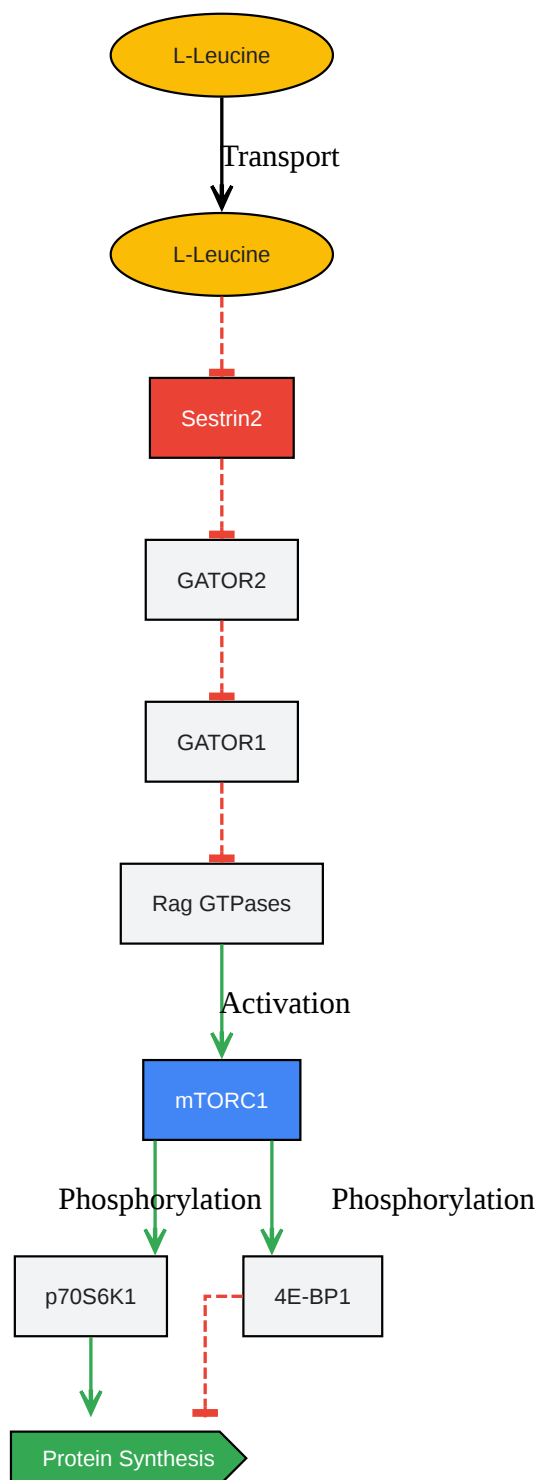 L-Leucine
Transport
L-Leucine
Sestrin2
GATOR2
GATOR1
Rag GTPases
Activation
mTORC1
Phosphorylation
Phosphorylation
p70S6K1
4E-BP1
Protein Synthesis